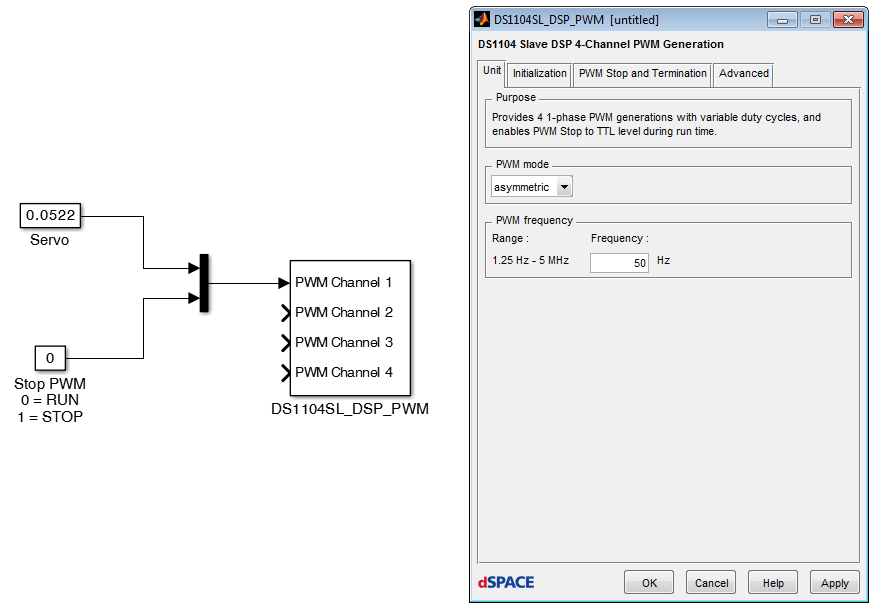 0.0522
Servo
0
Stop PWM
0 = RUN
1 = STOP
PWM Channel 1
PWM Channel 2
PWM Channel 3
PWM Channel 4
DS1104SL_DSP_PWM
DS1104SL_DSP_PWM [untitled]
DS1104 Slave DSP 4-Channel PWM Generation
Unit Initialization PWM Stop and Termination Advanced
Purpose
Provides 4 1-phase PWM generations with variable duty cycles, and
enables PWM Stop to TTL level during run time.
PWM mode
asymmetric
PWM frequency
Range : Frequency :
1.25 Hz - 5 MHz 50 Hz
dSPACE OK Cancel Help Apply